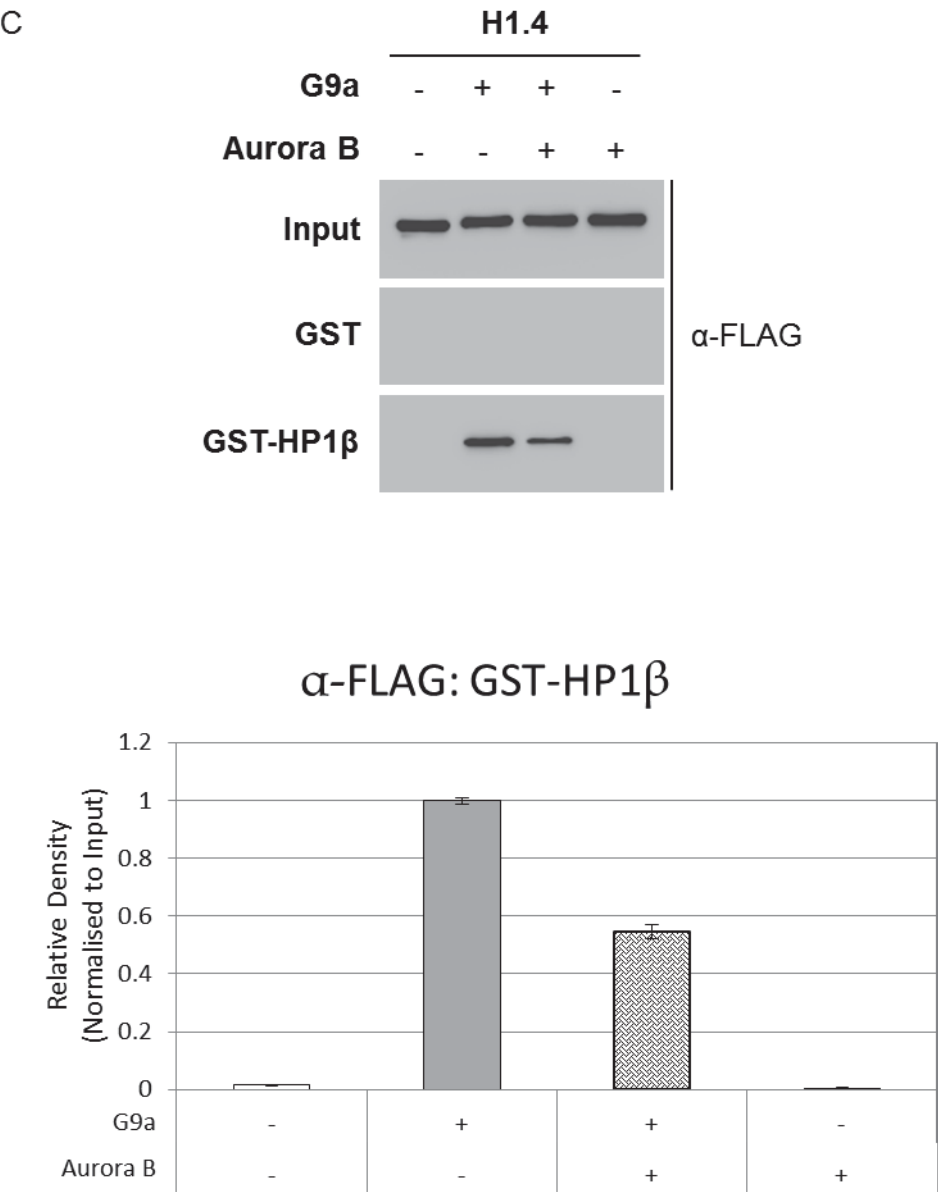 C
H1.4
G9a - + + -
Aurora B - - + +
Input
GST
α-FLAG
GST-HP1β
α-FLAG: GST-HP1β
Relative Density
(Normalised to Input)
1.2
1
0.8
0.6
0.4
0.2
0
G9a - + + -
Aurora B - - + +